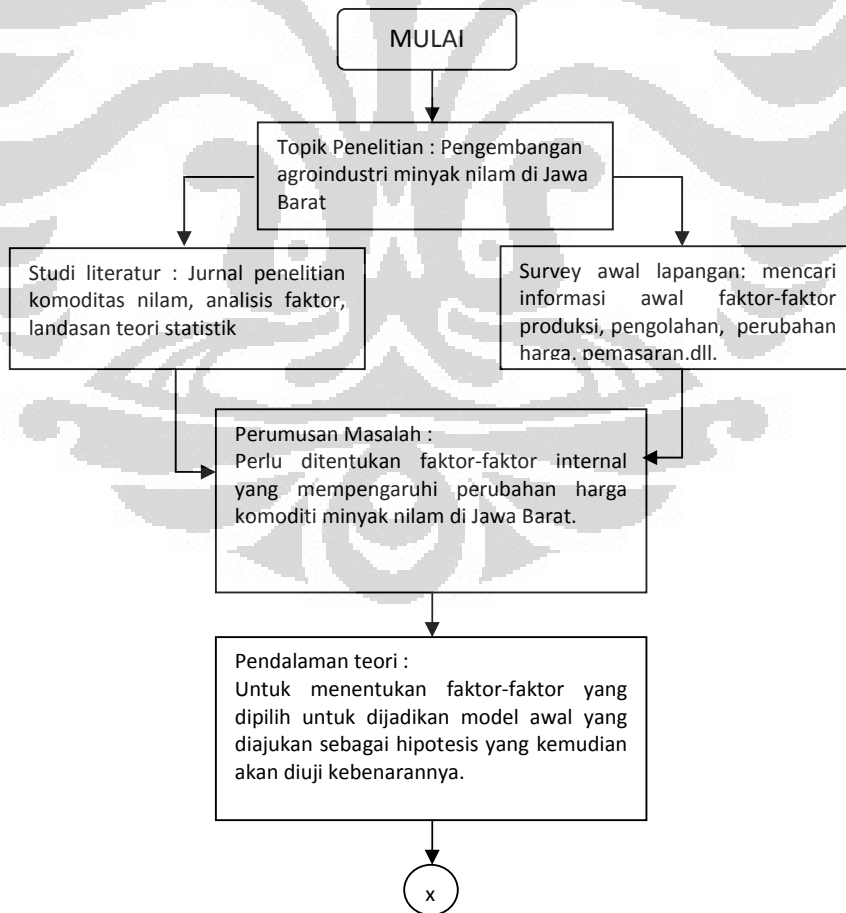 MULAI
Topik Penelitian : Pengembangan
agroindustri minyak nilam di Jawa
Barat
Studi literatur : Jurnal penelitian
komoditas nilam, analisis faktor,
landasan teori statistik
Survey awal lapangan: mencari
informasi awal faktor-faktor
produksi, pengolahan, perubahan
harga, pemasaran,dll.
Perumusan Masalah :
Perlu ditentukan faktor-faktor internal
yang mempengaruhi perubahan harga
komoditi minyak nilam di Jawa Barat.
Pendalaman teori :
Untuk menentukan faktor-faktor yang
dipilih untuk dijadikan model awal yang
diajukan sebagai hipotesis yang kemudian
akan diuji kebenarannya.
x